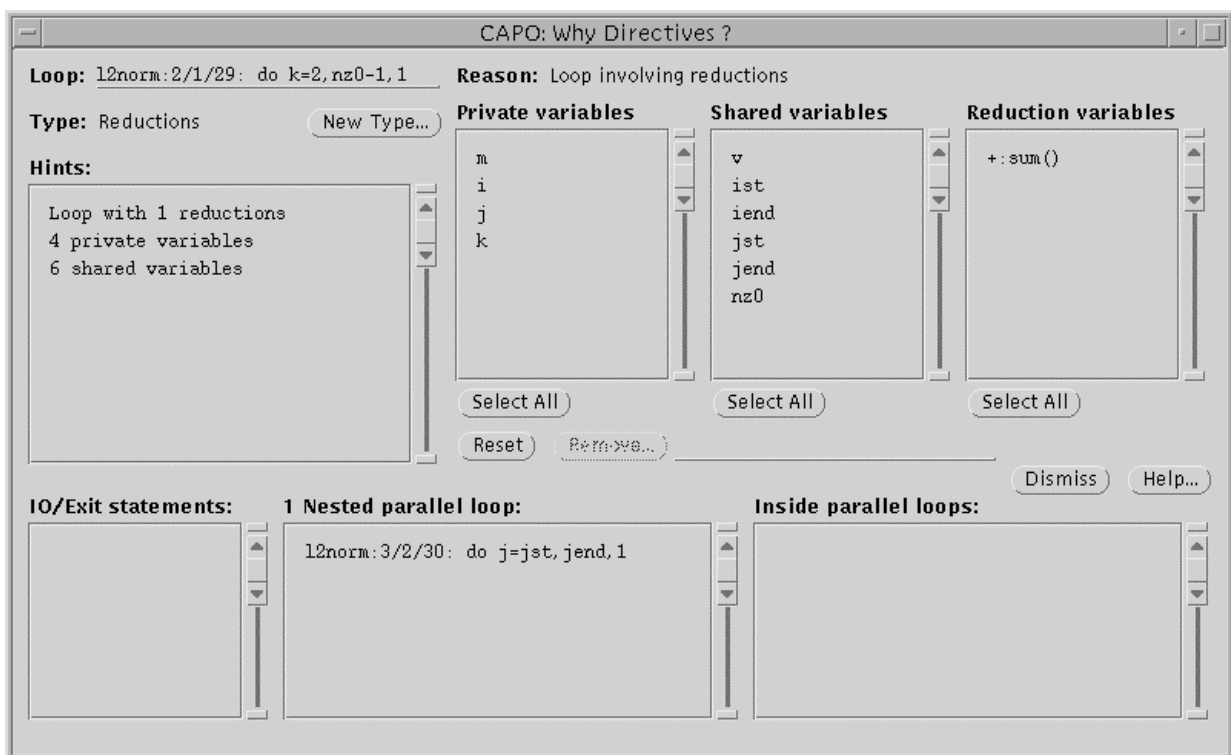 CAPO: Why Directives ?
Loop: l2norm:2/1/29: do k=2,nz0-1,1
Reason: Loop involving reductions
Type: Reductions
New Type...
Private variables
Shared variables
Reduction variables
Hints:
Loop with 1 reductions
4 private variables
6 shared variables
m
i
j
k
v
ist
iend
jst
jend
nz0
+:sum()
Select All
Select All
Select All
Reset
Remove...
Dismiss
Help...
IO/Exit statements:
1 Nested parallel loop:
Inside parallel loops:
l2norm:3/2/30: do j=jst,jend,1